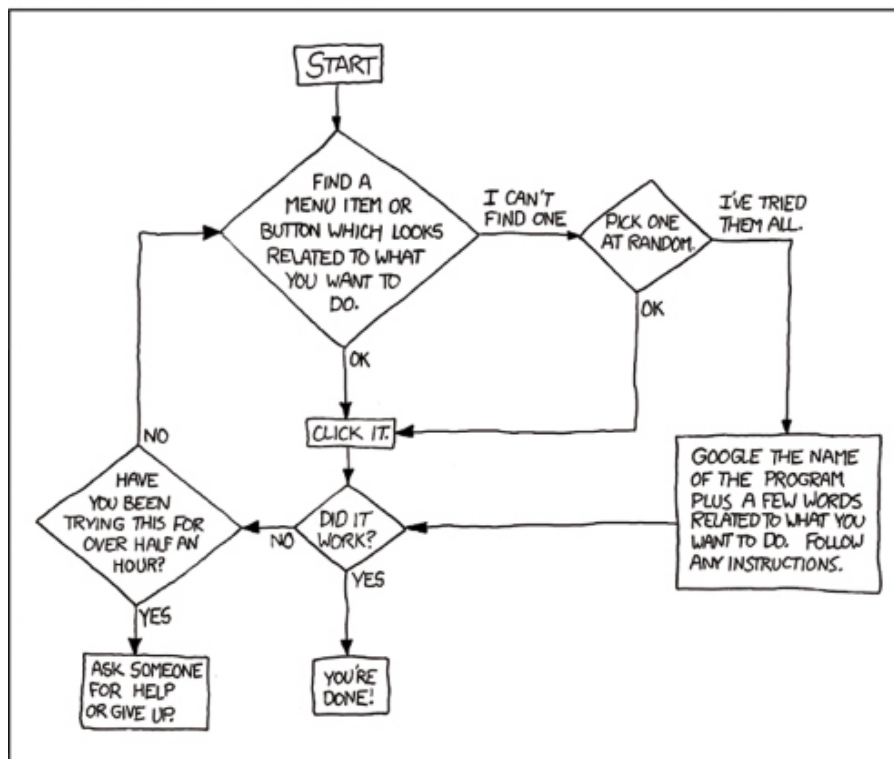 START
FIND A
MENU ITEM OR
BUTTON WHICH LOOKS
RELATED TO WHAT
YOU WANT TO
DO.
I CAN'T
FIND ONE
PICK ONE
AT RANDOM.
I'VE TRIED
THEM ALL.
OK
OK
CLICK IT.
NO
GOOGLE THE NAME
OF THE PROGRAM
PLUS A FEW WORDS
RELATED TO WHAT YOU
WANT TO DO. FOLLOW
ANY INSTRUCTIONS.
HAVE
YOU BEEN
TRYING THIS FOR
OVER HALF AN
HOUR?
NO
DID IT
WORK?
YES
YES
ASK SOMEONE
FOR HELP
OR GIVE UP.
YOU'RE
DONE!